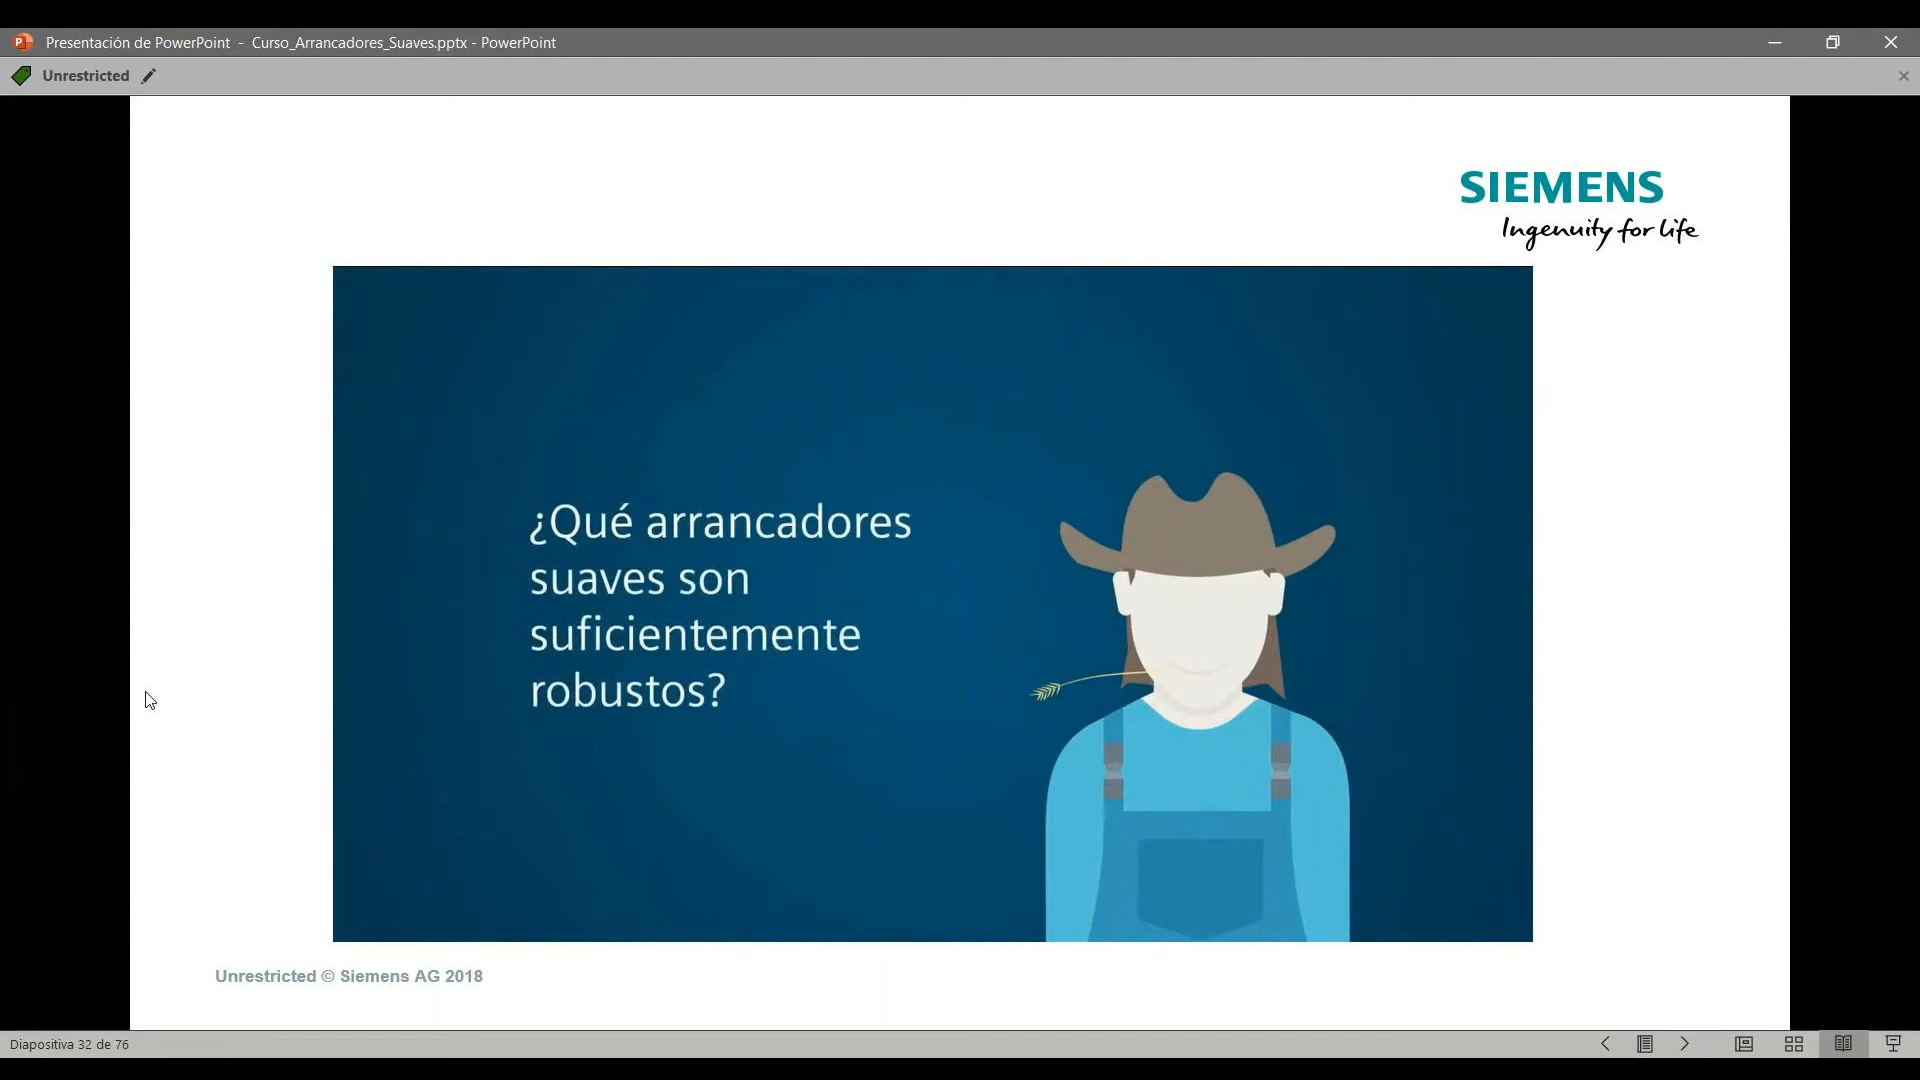 Presentación de PowerPoint - Curso_Arrancadores_Suaves.pptx - PowerPoint
Unrestricted
SIEMENS
Ingenuity for life
¿Qué arrancadores
suaves son
suficientemente
robustos?
Unrestricted © Siemens AG 2018
Diapositiva 32 de 76